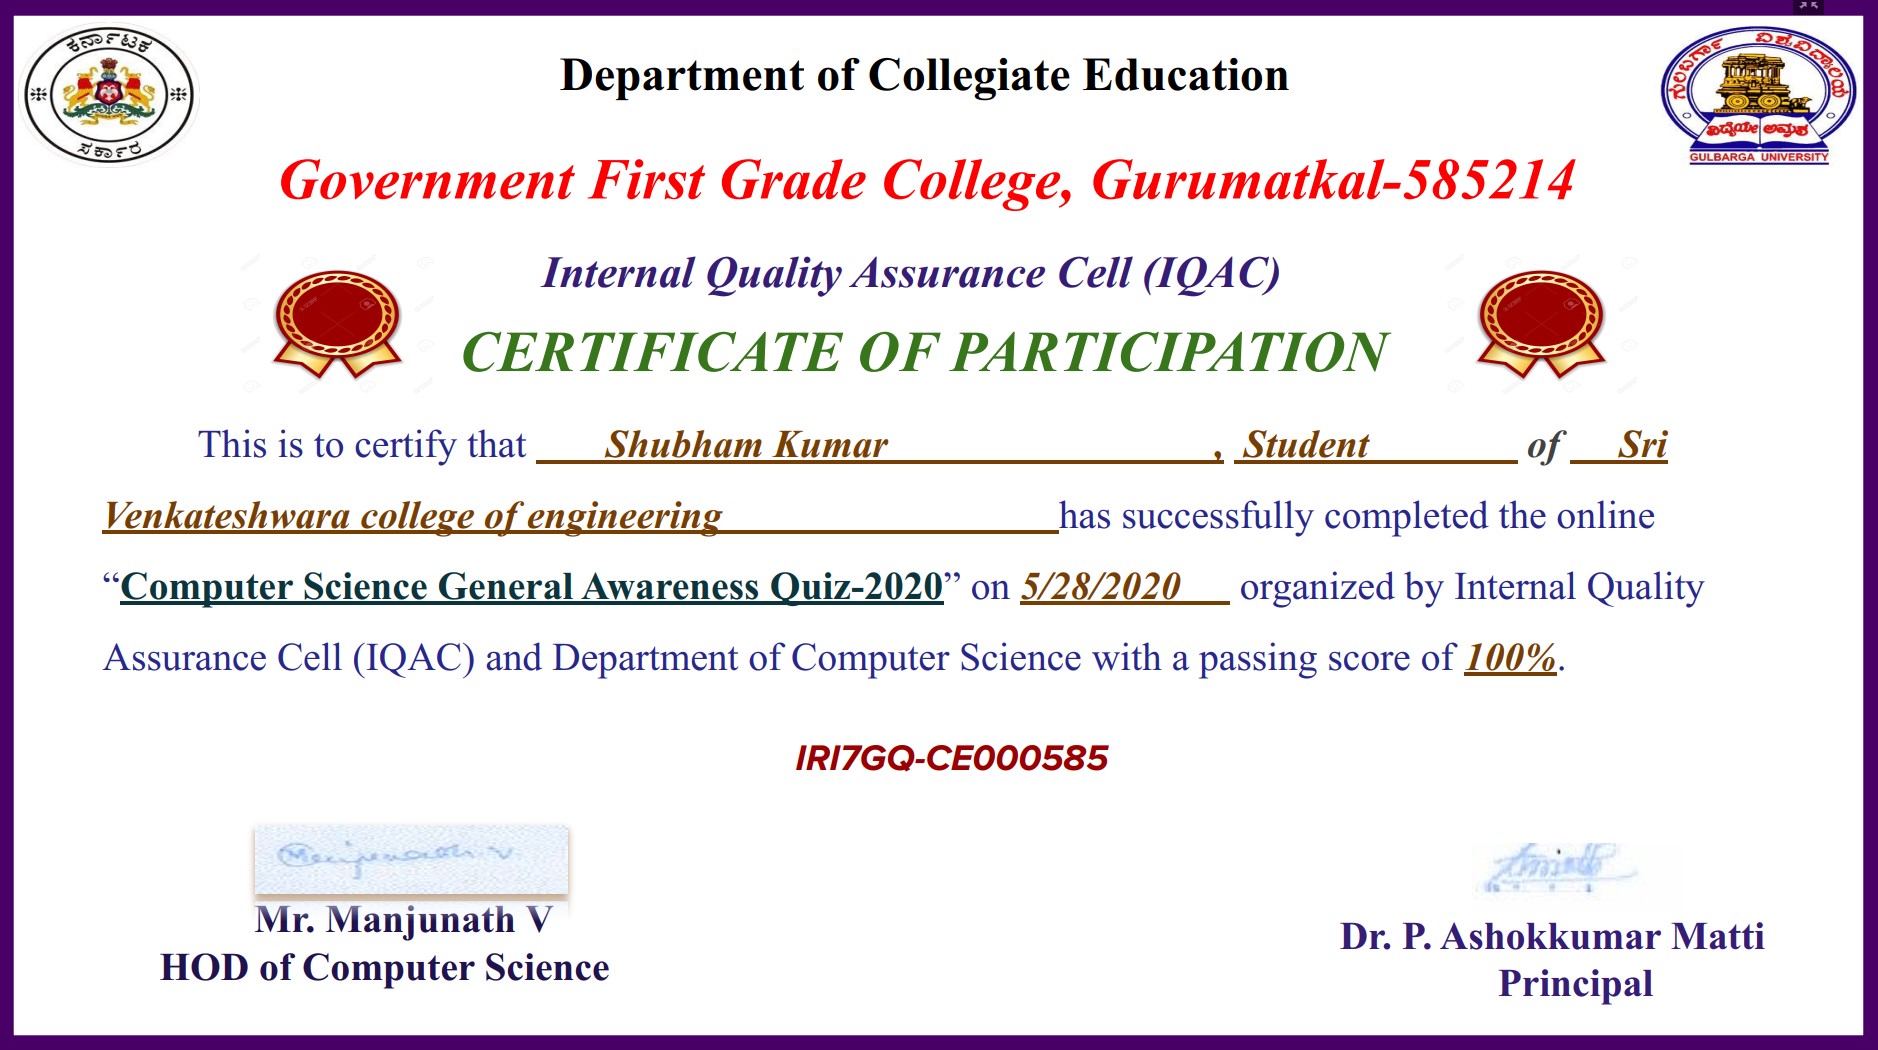 ಕರ್ನಾಟಕ
ಸರ್ಕಾರ
Department of Collegiate Education
ಗುಲಬರ್ಗಾ ವಿಶ್ವವಿದ್ಯಾಲಯ
ವಿದ್ಯೆಯೇ ಅಮೃತ
GULBARGA UNIVERSITY
Government First Grade College, Gurumatkal-585214
Internal Quality Assurance Cell (IQAC)
CERTIFICATE OF PARTICIPATION
This is to certify that Shubham Kumar , Student of Sri
Venkateshwara college of engineering has successfully completed the online
“Computer Science General Awareness Quiz-2020” on 5/28/2020 organized by Internal Quality
Assurance Cell (IQAC) and Department of Computer Science with a passing score of 100%.
IRI7GQ-CE000585
Manjunath V
Mr. Manjunath V
HOD of Computer Science
Dr. P. Ashokkumar Matti
Principal